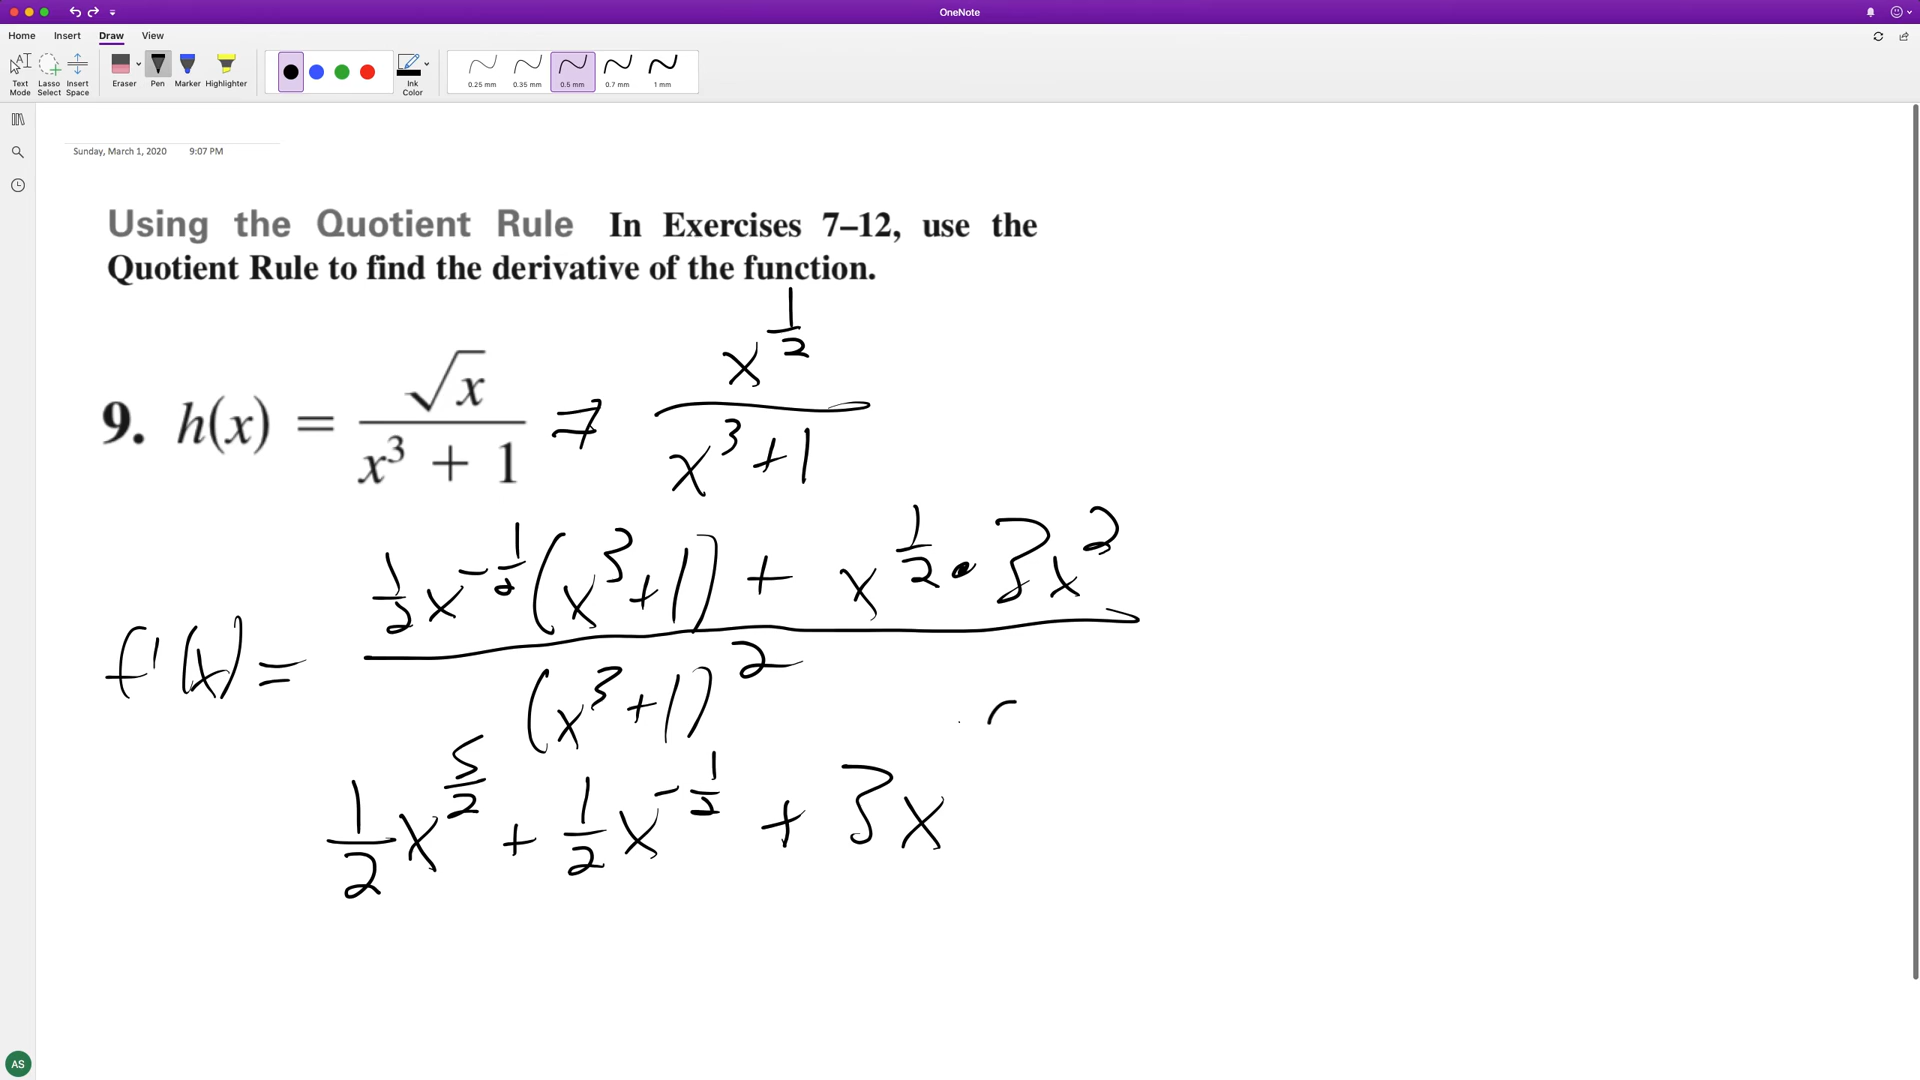 OneNote
Home Insert Draw View
Text Mode Lasso Select Insert Space Eraser Pen Marker Highlighter Ink Color 0.25 mm 0.35 mm 0.5 mm 0.7 mm 1 mm
Sunday, March 1, 2020 9:07 PM
Using the Quotient Rule In Exercises 7–12, use the
Quotient Rule to find the derivative of the function.
9. h(x) = √x / (x³ + 1) → x^(1/2) / (x³+1)
f'(x) = (1/2 x^(-1/2) (x³+1) + x^(1/2) · 3x²) / (x³+1)²
1/2 x^(5/2) + 1/2 x^(-1/2) + 3x
AS